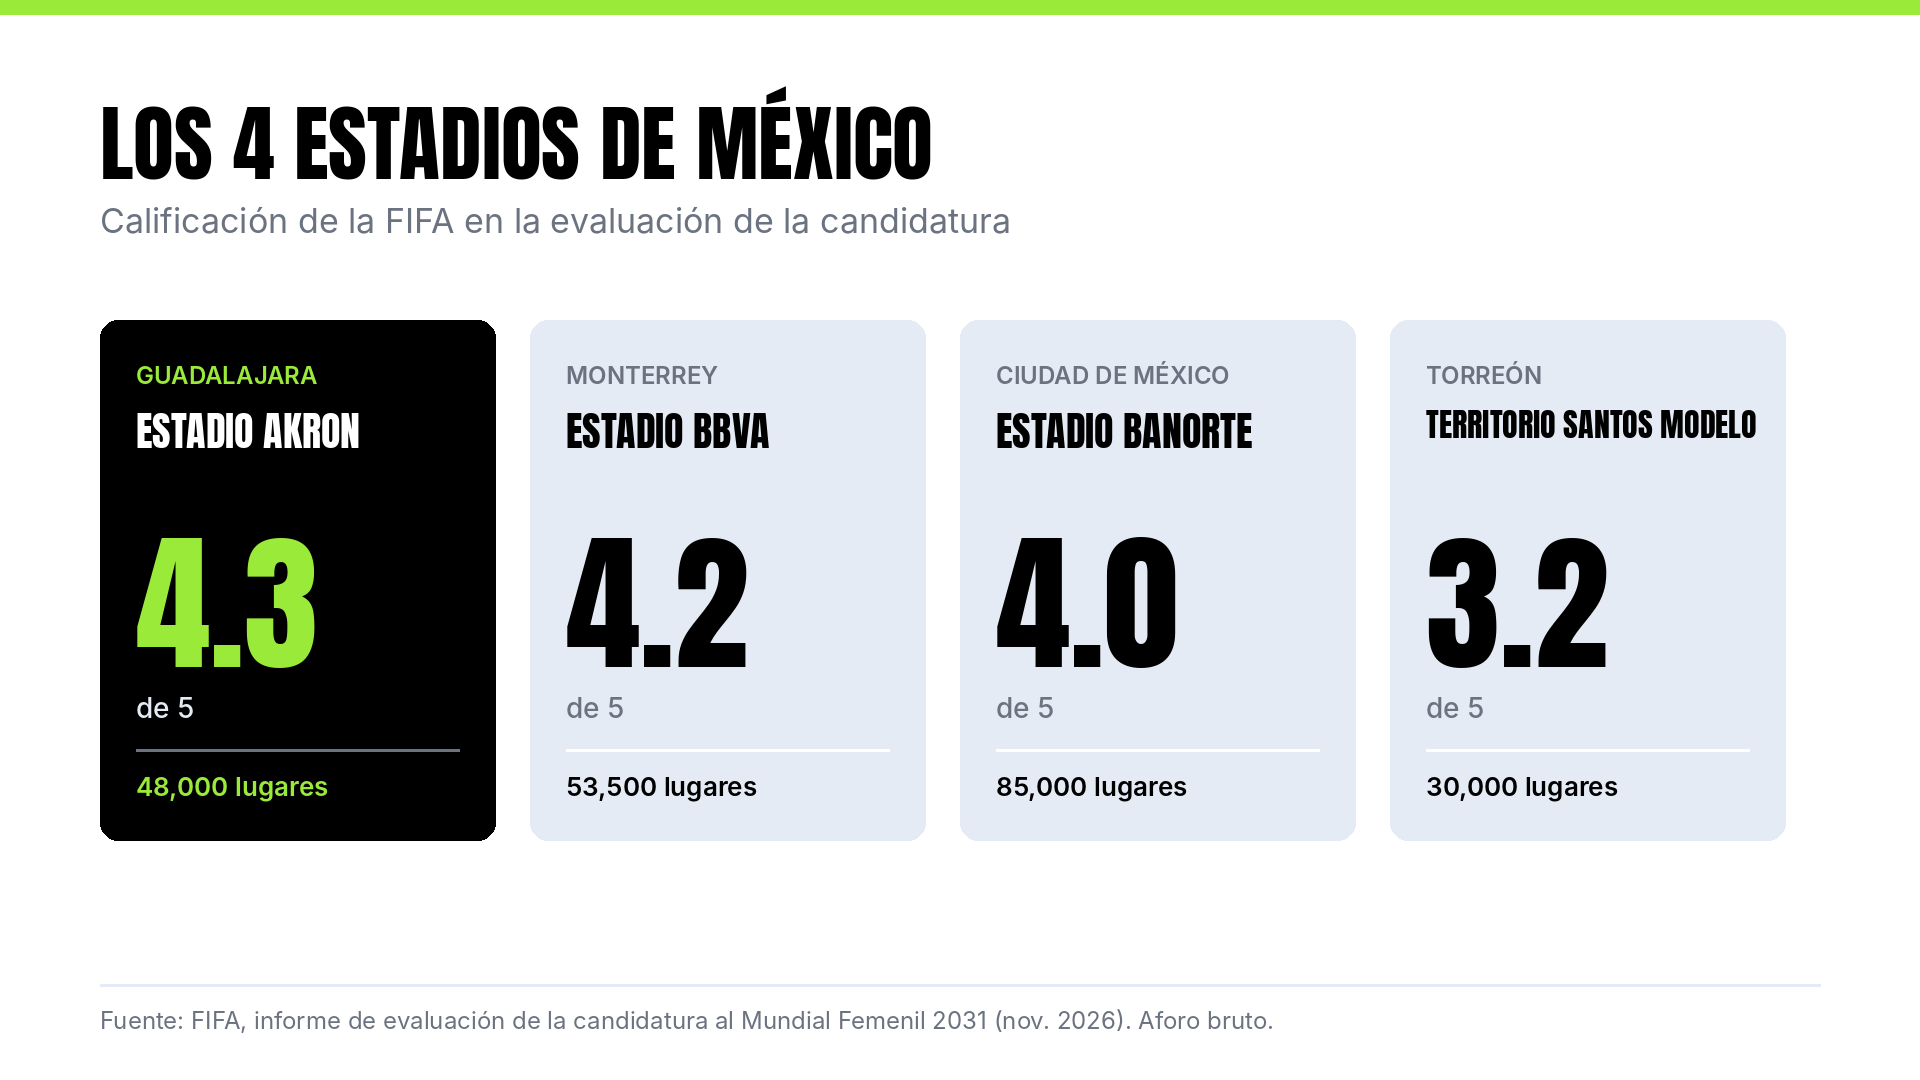 LOS 4 ESTADIOS DE MÉXICO
Calificación de la FIFA en la evaluación de la candidatura
GUADALAJARA
ESTADIO AKRON
4.3
de 5
48,000 lugares
MONTERREY
ESTADIO BBVA
4.2
de 5
53,500 lugares
CIUDAD DE MÉXICO
ESTADIO BANORTE
4.0
de 5
85,000 lugares
TORREÓN
TERRITORIO SANTOS MODELO
3.2
de 5
30,000 lugares
Fuente: FIFA, informe de evaluación de la candidatura al Mundial Femenil 2031 (nov. 2026). Aforo bruto.